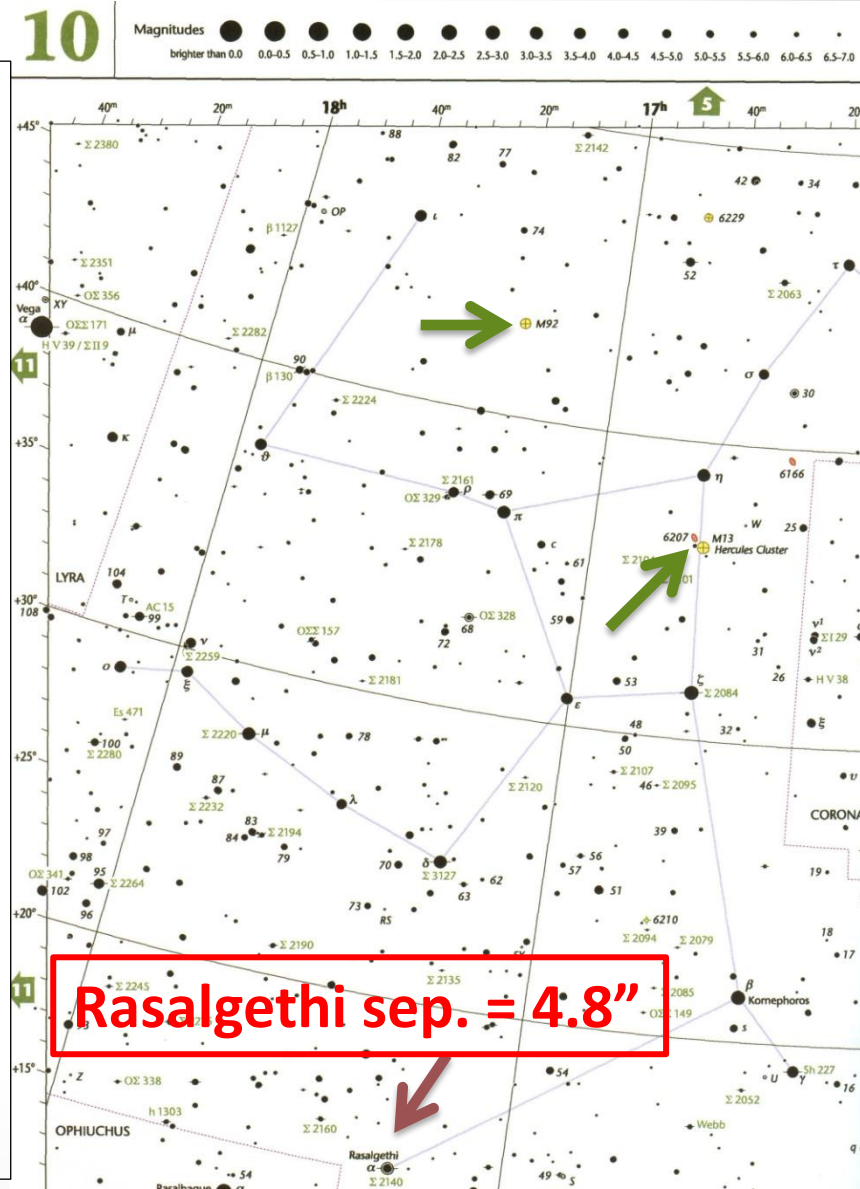 10
Magnitudes
brighter than 0.0 0.0–0.5 0.5–1.0 1.0–1.5 1.5–2.0 2.0–2.5 2.5–3.0 3.0–3.5 3.5–4.0 4.0–4.5 4.5–5.0 5.0–5.5 5.5–6.0 6.0–6.5 6.5–7.0
5
40ᵐ 20ᵐ 18ʰ 40ᵐ 20ᵐ 17ʰ 40ᵐ 20
+45°
Σ 2380
88
82
77
Σ 2142
42
34
OP
ι
β 1127
74
6229
52
τ
Σ 2351
+40°
OΣ 356
Σ 2063
XY
Vega
α
OΣΣ 171
μ
H V 39 / Σ II 9
Σ 2282
M92
11
90
β 130
σ
30
Σ 2224
+35°
κ
ϑ
Σ 2161
OΣ 329
ρ
69
π
η
6166
W
25
Σ 2178
c
6207
M13
Hercules Cluster
61
LYRA
104
+30°
T
AC 15
108
99
OΣΣ 157
OΣ 328
68
59
72
ν¹
Σ I 29
ν²
31
ν
Σ 2259
ο
ξ
Σ 2181
53
ζ
Σ 2084
26
H V 38
ε
Es 471
ξ
Σ 2220
μ
78
48
32
50
100
Σ 2280
+25°
89
87
Σ 2232
Σ 2120
Σ 2107
46
Σ 2095
υ
λ
CORONA
83
84
Σ 2194
79
39
97
98
70
δ
Σ 3127
57
56
OΣ 341
95
Σ 2264
102
63
62
51
19
96
73
RS
+20°
6210
Σ 2094
Σ 2079
18
17
Σ 2190
Σ 2135
Rasalgethi sep. = 4.8”
11
Σ 2245
Σ 2085
β
Kornephoros
OΣΣ 149
s
+15°
Z
OΣ 338
54
U
γ
Sh 227
16
Σ 2052
h 1303
Σ 2160
Webb
OPHIUCHUS
Rasalgethi
α
Σ 2140
54
49
S
q
Rasalhague
α